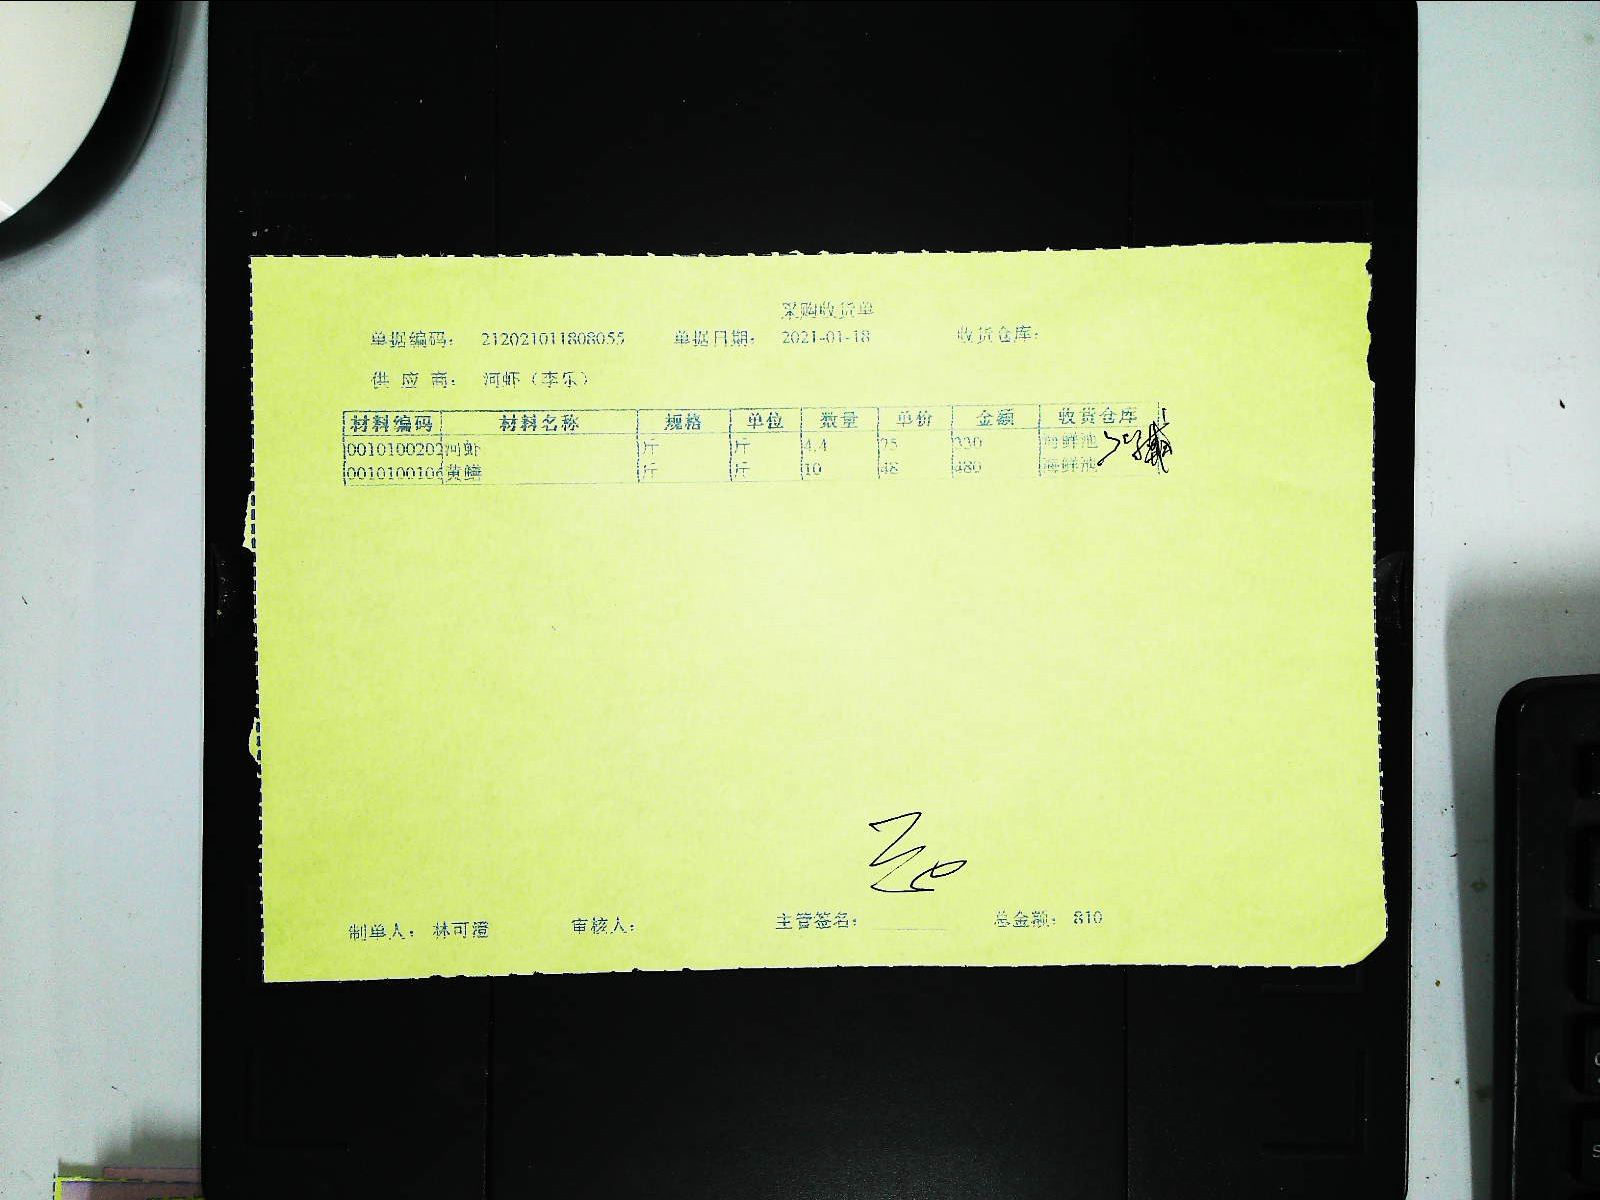 采购收货单
单据编码： 212021011808055 单据日期： 2021-01-18 收货仓库：
供 应 商： 河虾（李乐）
材料编码 材料名称 规格 单位 数量 单价 金额 收货仓库
0010100202 河虾 斤 斤 4.4 75 330 海鲜池
0010100106 黄鳝 斤 斤 10 48 480 海鲜池
制单人： 林可澄 审核人： 主管签名： 总金额： 810